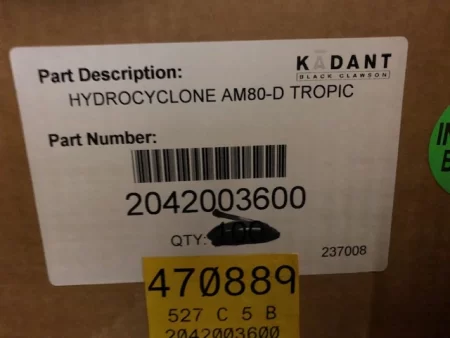 KADANT
BLACK CLAWSON
Part Description:
HYDROCYCLONE AM80-D TROPIC
Part Number:
2042003600
QTY:
237008
470889
527 C 5 B
2042003600